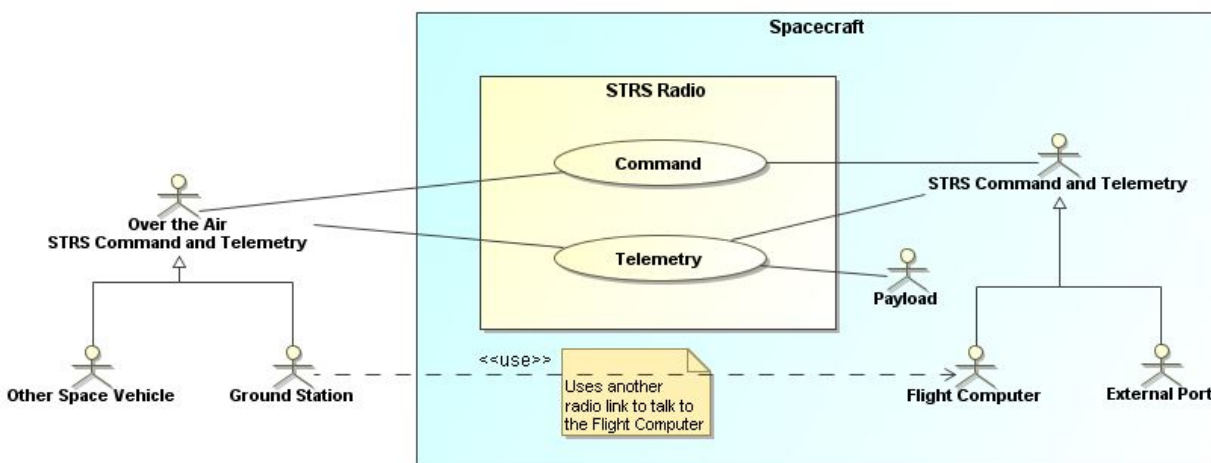 Spacecraft
STRS Radio
Command
STRS Command and Telemetry
Over the Air
STRS Command and Telemetry
Telemetry
Payload
<<use>>
Uses another
radio link to talk to
the Flight Computer
Other Space Vehicle
Ground Station
Flight Computer
External Port